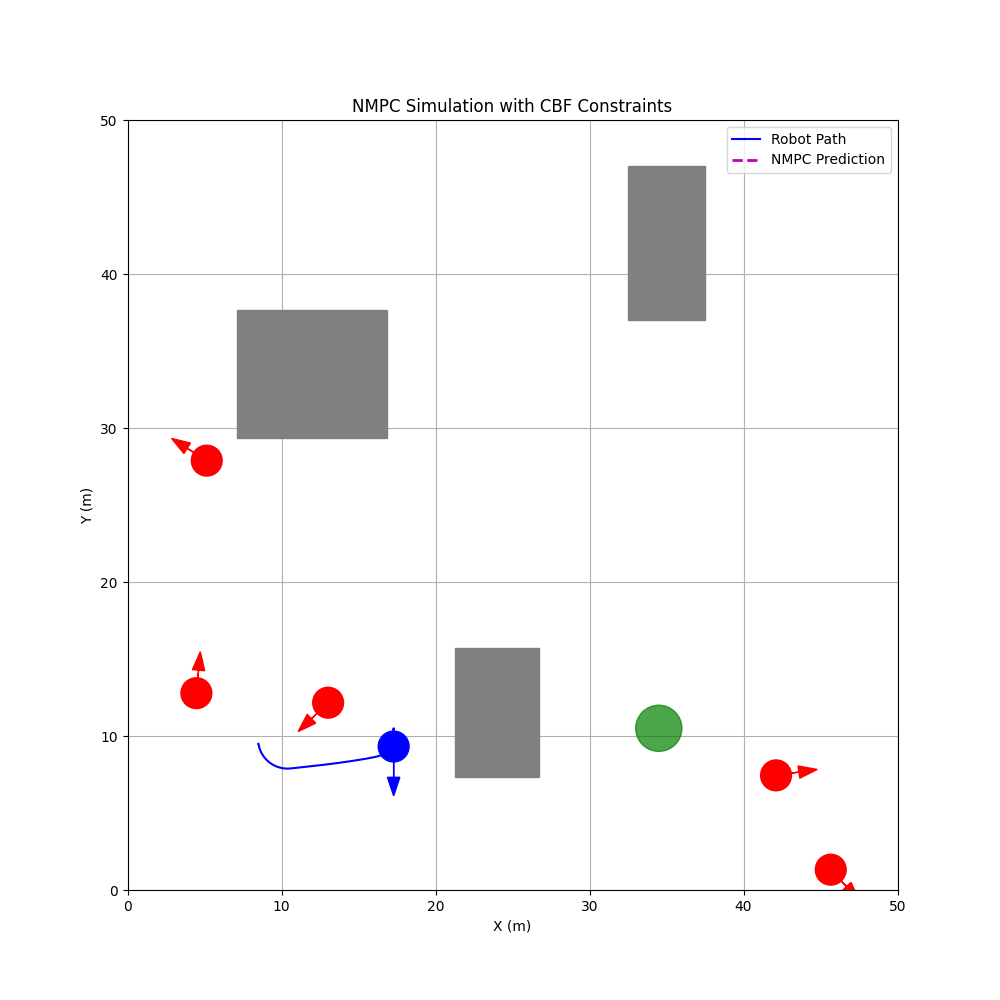 NMPC Simulation with CBF Constraints
Robot Path
NMPC Prediction
50
40
30
20
10
0
Y (m)
0 10 20 30 40 50
X (m)